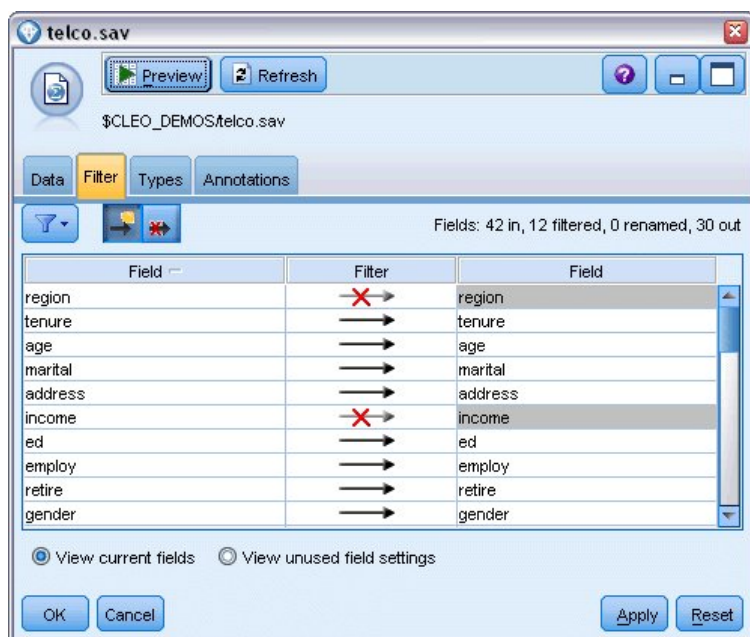 telco.sav
Preview Refresh
$CLEO_DEMOS/telco.sav
Data Filter Types Annotations
Fields: 42 in, 12 filtered, 0 renamed, 30 out
Field Filter Field
region region
tenure tenure
age age
marital marital
address address
income income
ed ed
employ employ
retire retire
gender gender
View current fields View unused field settings
OK Cancel Apply Reset